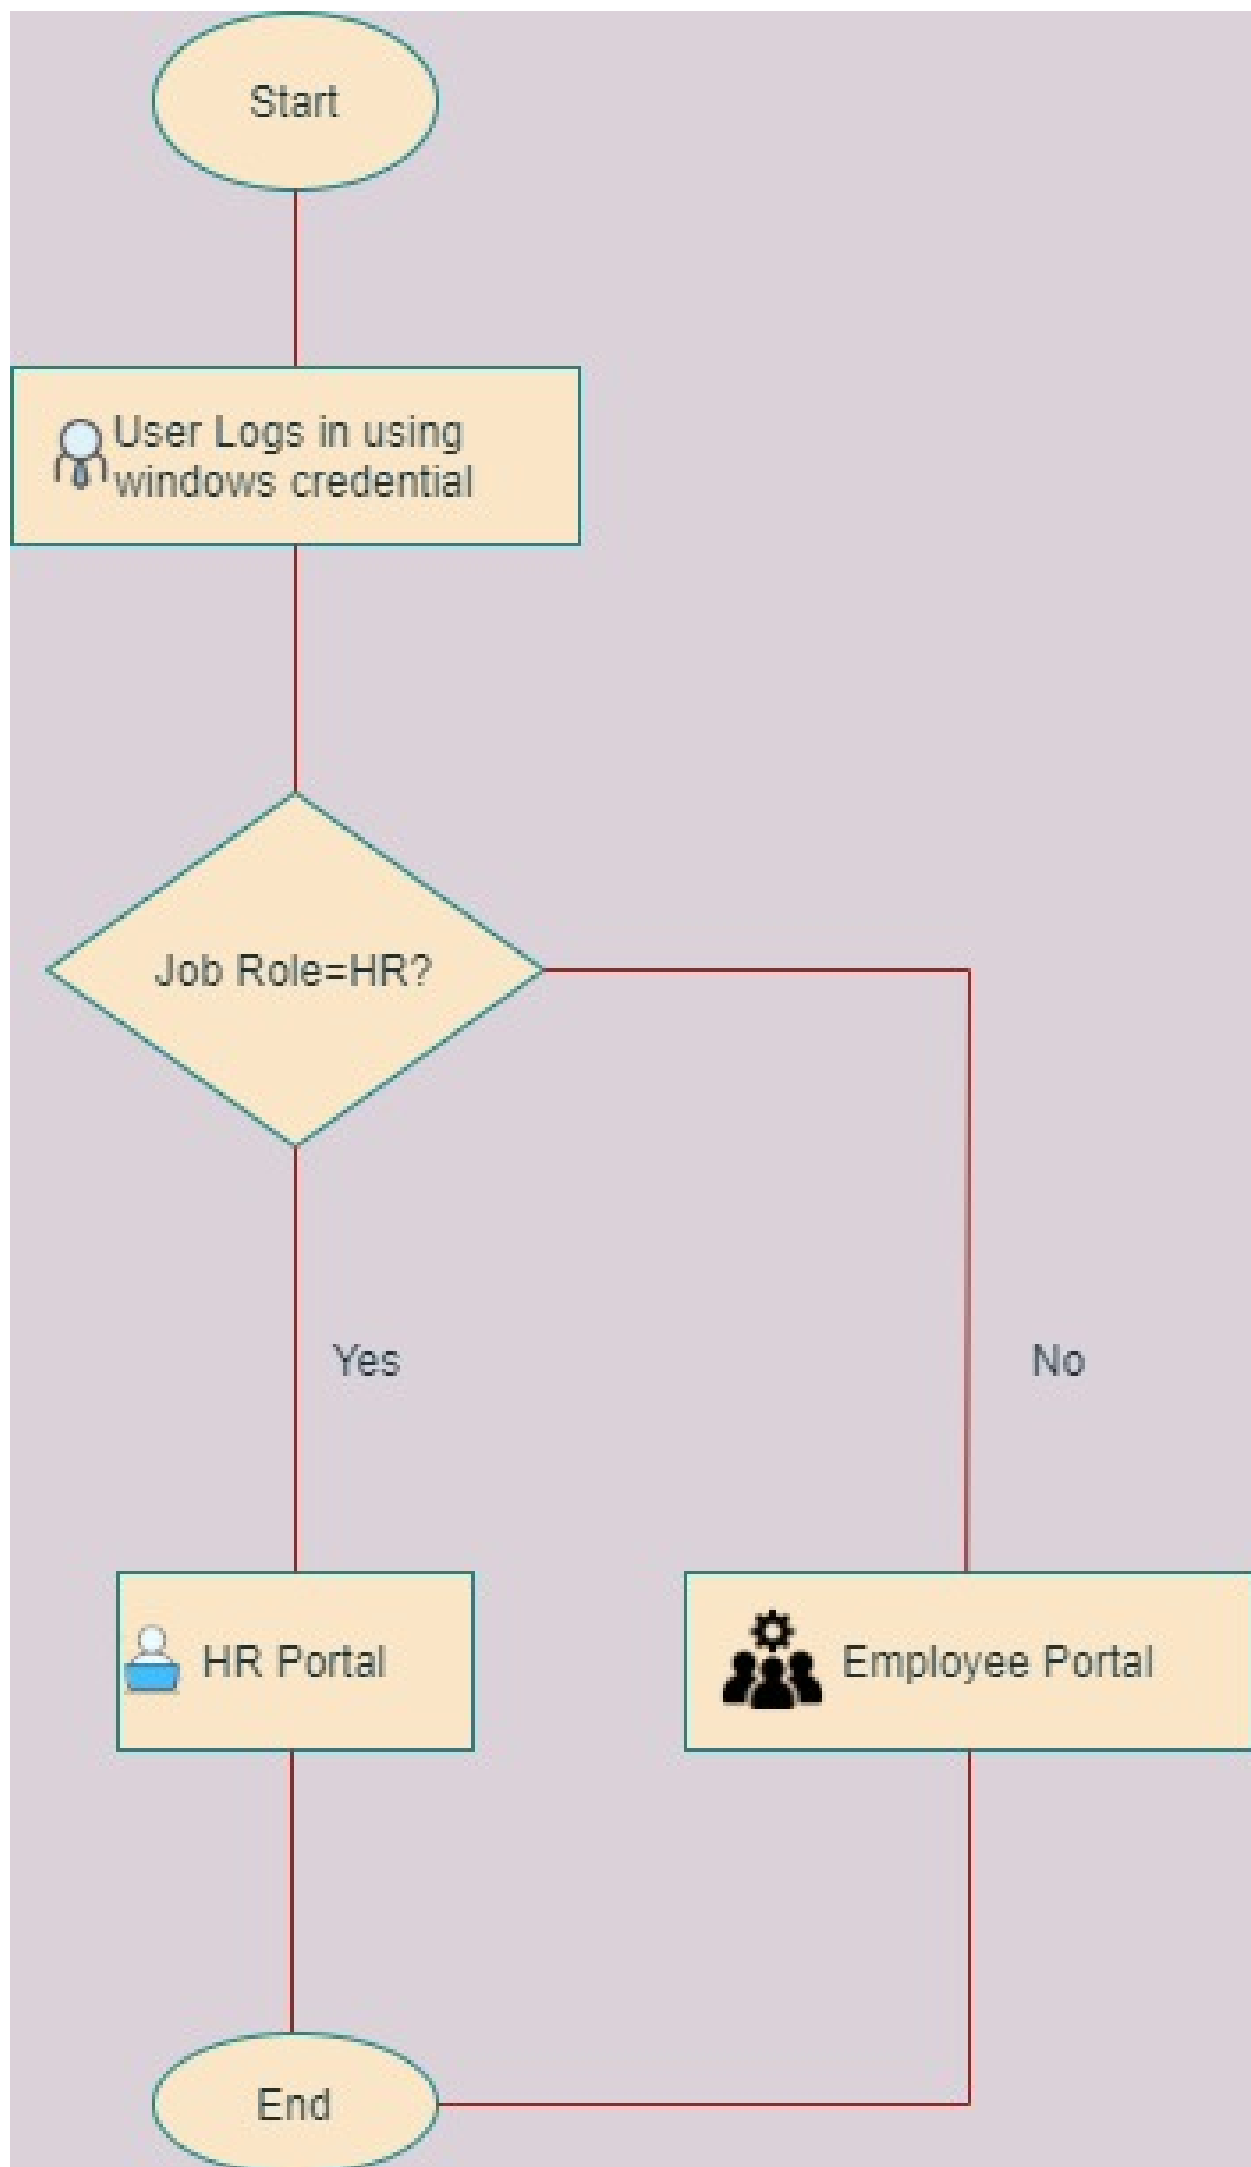 Start
User Logs in using
windows credential
Job Role=HR?
Yes
No
HR Portal
Employee Portal
End